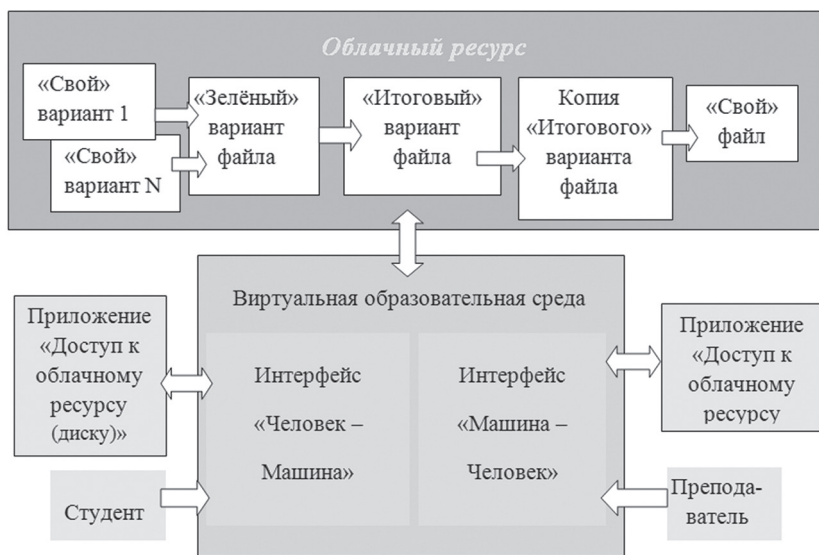 Облачный ресурс
«Свой»
вариант 1
«Свой»
вариант N
«Зелёный»
вариант
файла
«Итоговый»
вариант
файла
Копия
«Итогового»
варианта
файла
«Свой»
файл
Виртуальная образовательная среда
Приложение
«Доступ к
облачному
ресурсу
(диску)»
Интерфейс
«Человек –
Машина»
Интерфейс
«Машина –
Человек»
Приложение
«Доступ к
облачному
ресурсу
Студент
Препода-
ватель